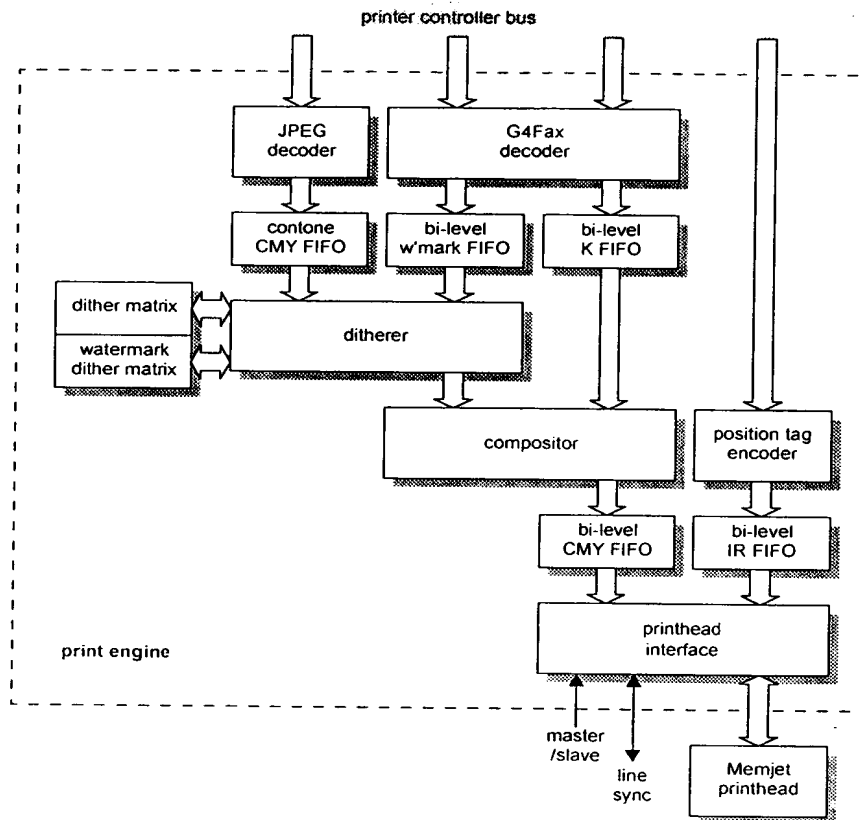 printer controller bus
JPEG
decoder
G4Fax
decoder
contone
CMY FIFO
bi-level
w'mark FIFO
bi-level
K FIFO
dither matrix
watermark
dither matrix
ditherer
compositor
position tag
encoder
bi-level
CMY FIFO
bi-level
IR FIFO
printhead
interface
print engine
master
/slave
line
sync
Memjet
printhead